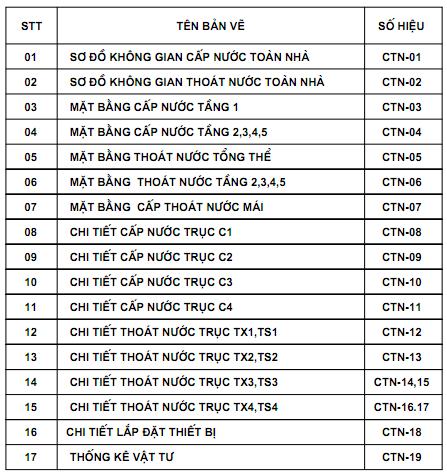 STT TÊN BẢN VẼ SỐ HIỆU
01 SƠ ĐỒ KHÔNG GIAN CẤP NƯỚC TOÀN NHÀ CTN-01
02 SƠ ĐỒ KHÔNG GIAN THOÁT NƯỚC TOÀN NHÀ CTN-02
03 MẶT BẰNG CẤP NƯỚC TẦNG 1 CTN-03
04 MẶT BẰNG CẤP NƯỚC TẦNG 2,3,4,5 CTN-04
05 MẶT BẰNG THOÁT NƯỚC TỔNG THỂ CTN-05
06 MẶT BẰNG THOÁT NƯỚC TẦNG 2,3,4,5 CTN-06
07 MẶT BẰNG CẤP THOÁT NƯỚC MÁI CTN-07
08 CHI TIẾT CẤP NƯỚC TRỤC C1 CTN-08
09 CHI TIẾT CẤP NƯỚC TRỤC C2 CTN-09
10 CHI TIẾT CẤP NƯỚC TRỤC C3 CTN-10
11 CHI TIẾT CẤP NƯỚC TRỤC C4 CTN-11
12 CHI TIẾT THOÁT NƯỚC TRỤC TX1,TS1 CTN-12
13 CHI TIẾT THOÁT NƯỚC TRỤC TX2,TS2 CTN-13
14 CHI TIẾT THOÁT NƯỚC TRỤC TX3,TS3 CTN-14,15
15 CHI TIẾT THOÁT NƯỚC TRỤC TX4,TS4 CTN-16.17
16 CHI TIẾT LẮP ĐẶT THIẾT BỊ CTN-18
17 THỐNG KÊ VẬT TƯ CTN-19